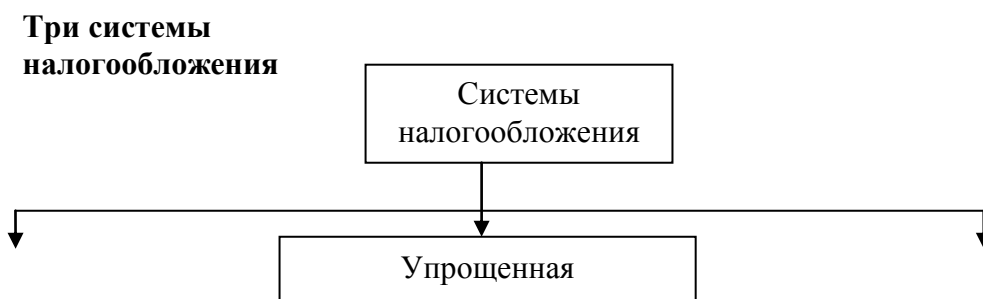 Три системы
налогообложения
Системы
налогообложения
Упрощенная